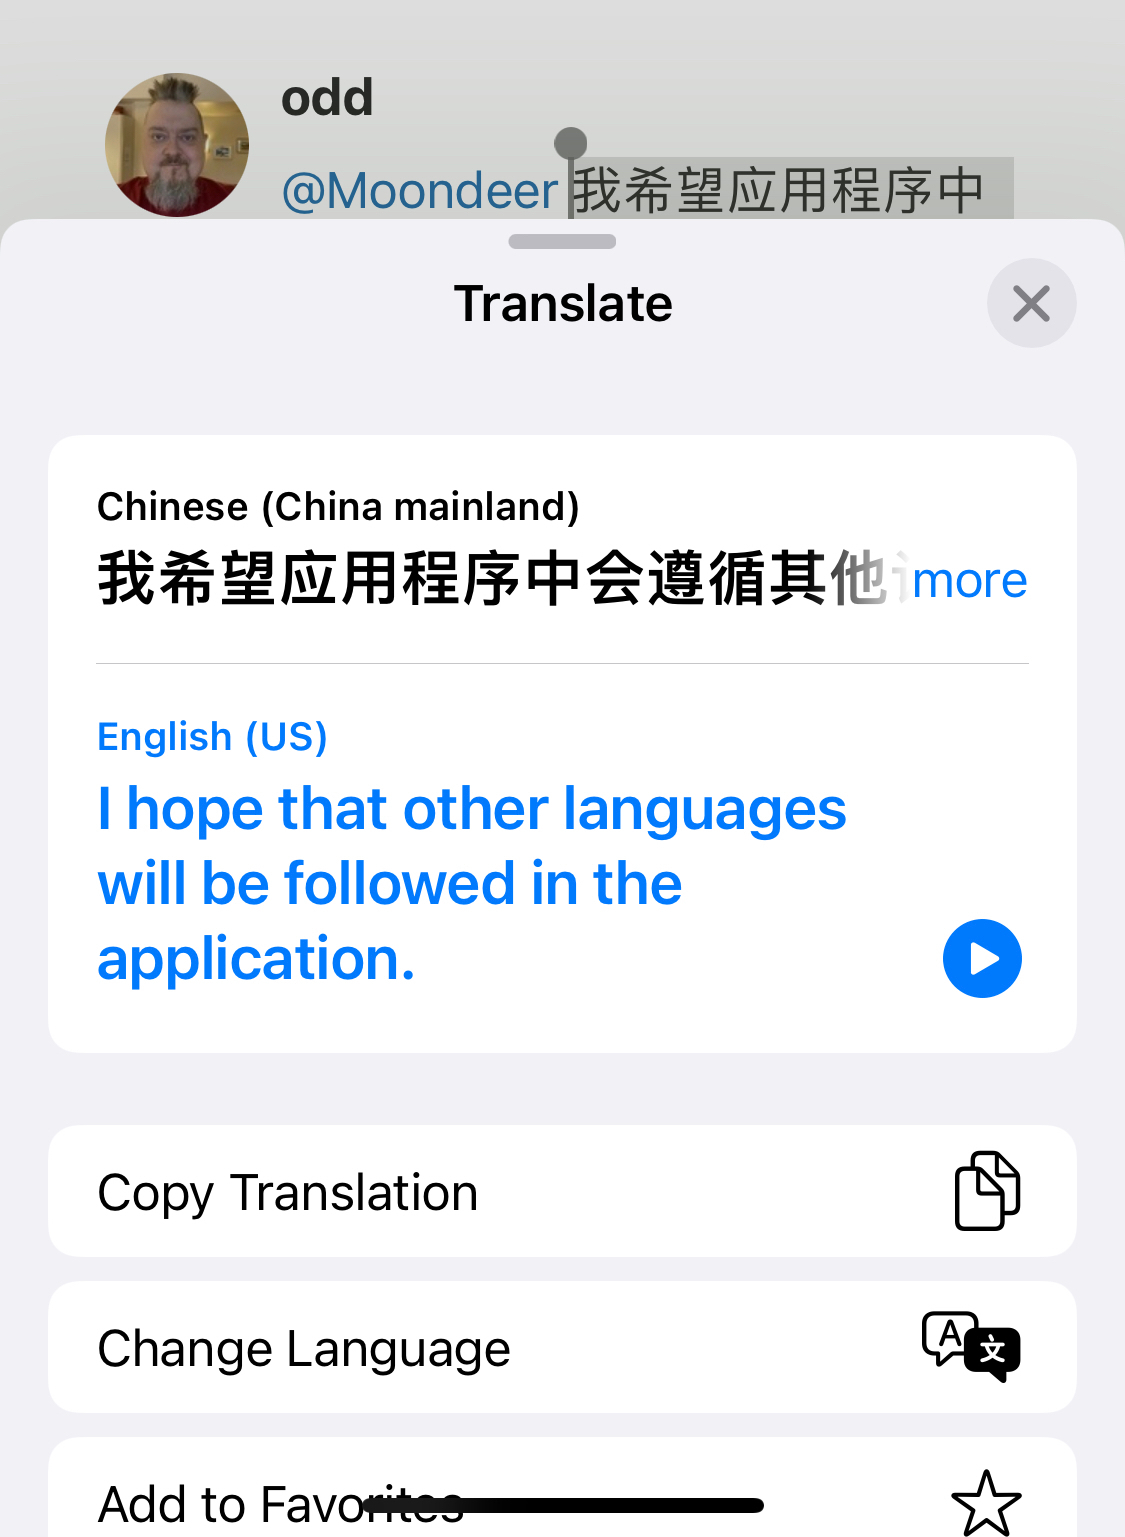 odd
@Moondeer 我希望应用程序中
Translate
Chinese (China mainland)
我希望应用程序中会遵循其他
more
English (US)
I hope that other languages
will be followed in the
application.
Copy Translation
Change Language
A 文
Add to Favorites